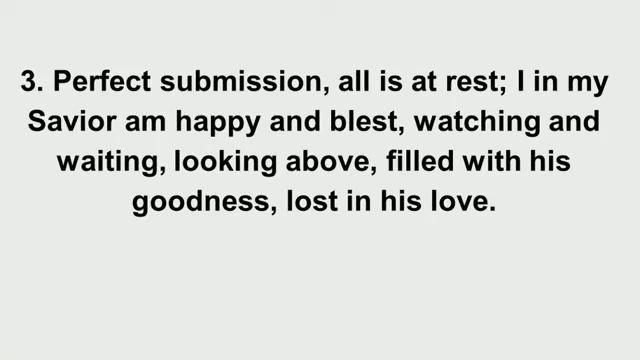 3. Perfect submission, all is at rest; I in my
Savior am happy and blest, watching and
waiting, looking above, filled with his
goodness, lost in his love.